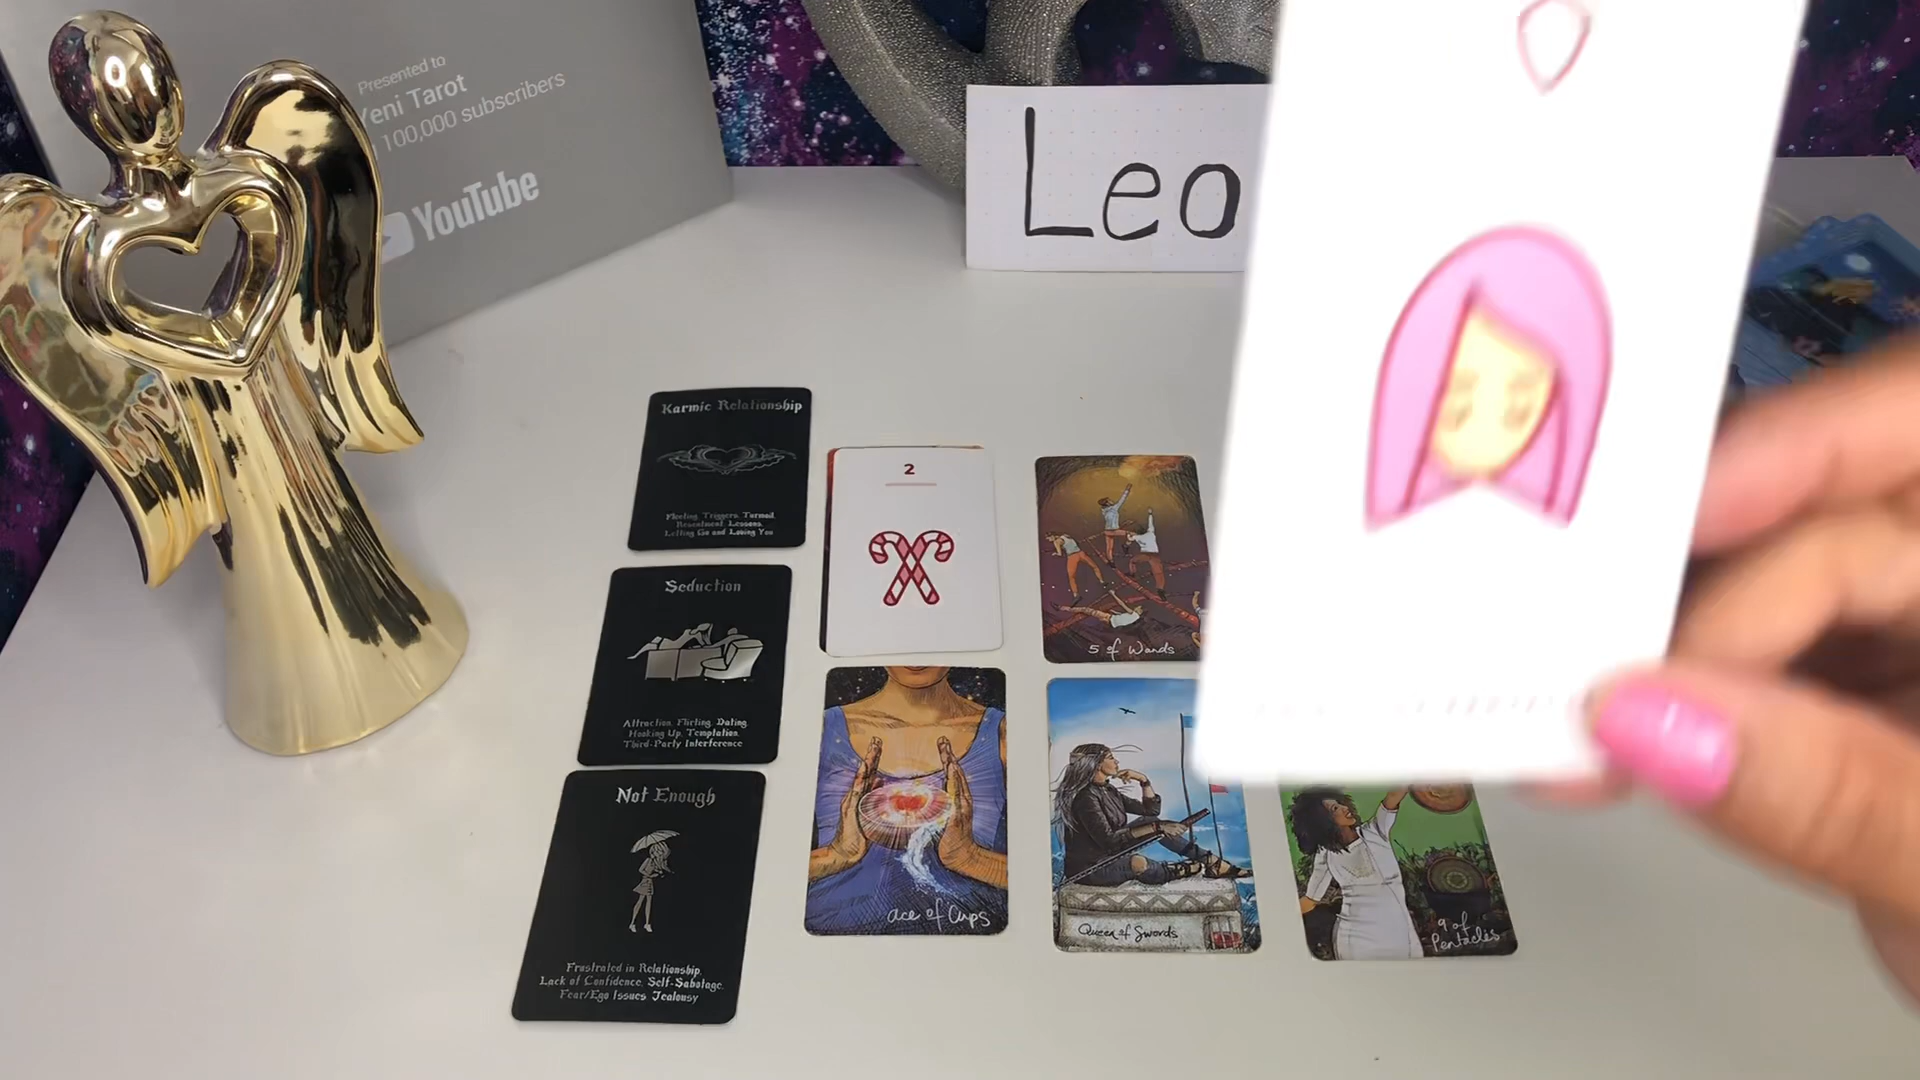 Presented to
Yeni Tarot
100,000 subscribers
YouTube
Leo
Karmic Relationship
Fleeting, Triggers, Turmoil,
Resentment, Lessons,
Letting Go and Loving You
Seduction
Attraction, Flirting, Dating,
Hooking Up, Temptation,
Third-Party Interference
Not Enough
Frustrated in Relationship,
Lack of Confidence, Self-Sabotage,
Fear/Ego Issues Jealousy
2
5 of Wands
ace of Cups
Queen of Swords
9 of
Pentacles